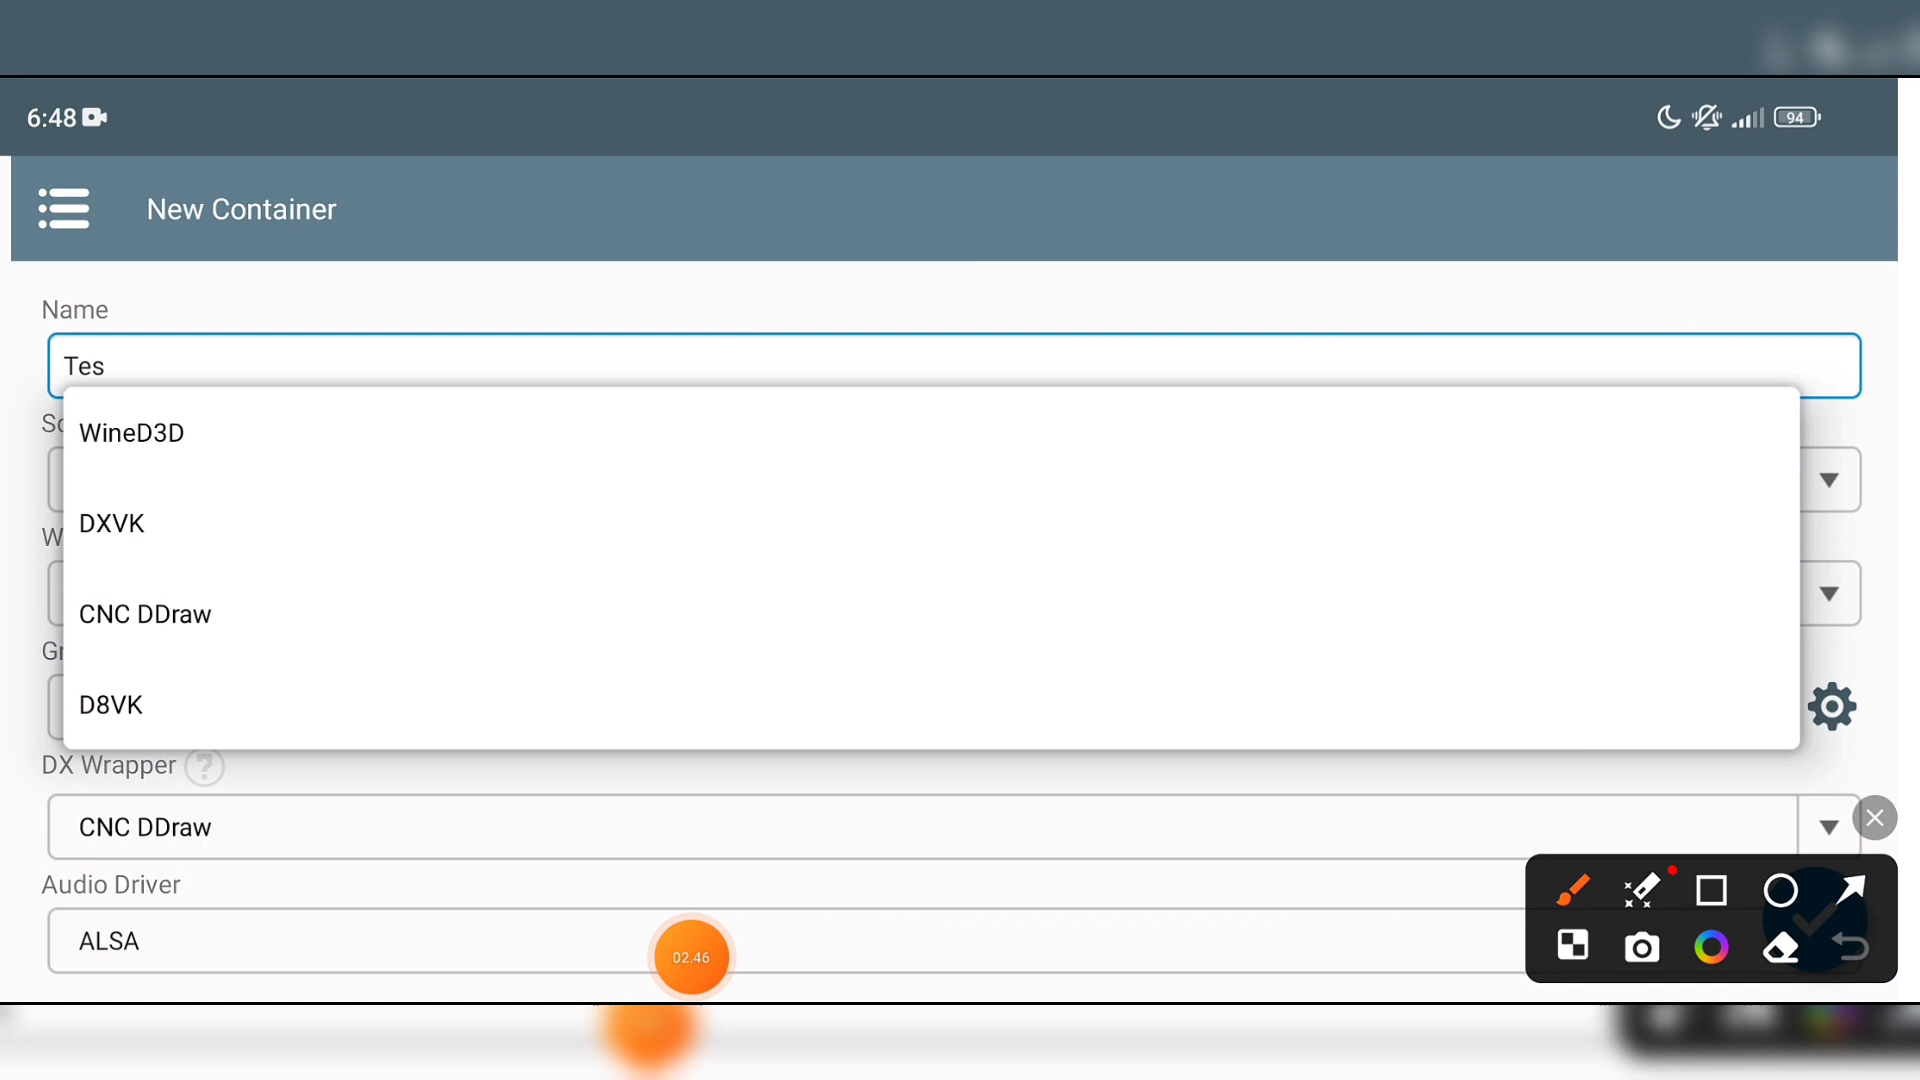 6:48
94
New Container
Name
Tes
WineD3D
DXVK
CNC DDraw
D8VK
DX Wrapper ?
CNC DDraw
Audio Driver
ALSA
02.46